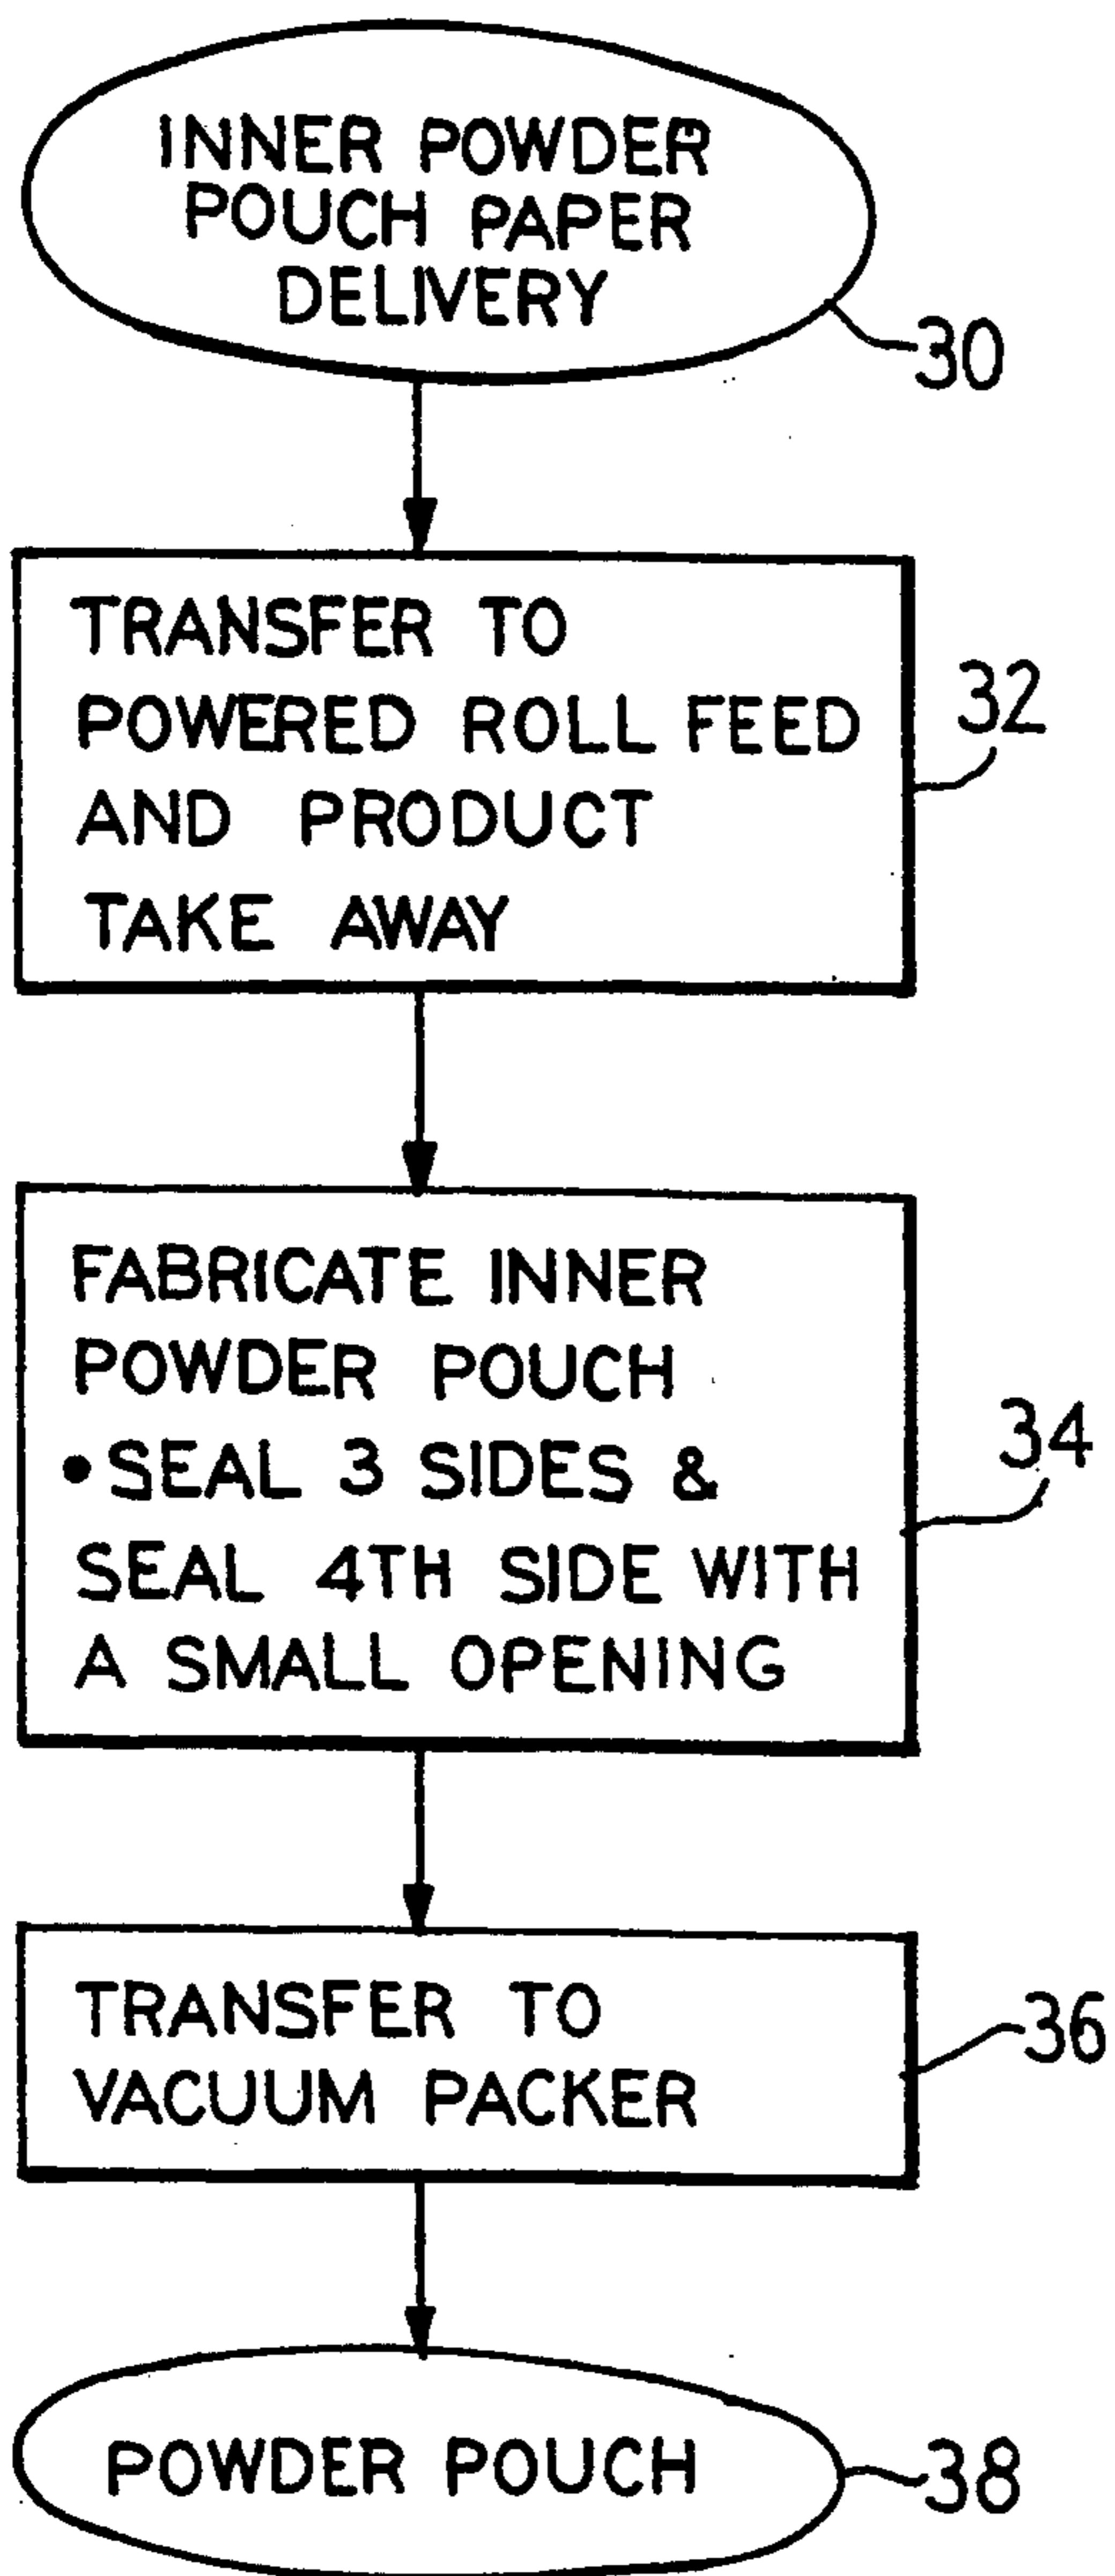 INNER POWDER
POUCH PAPER
DELIVERY
30
TRANSFER TO
POWERED ROLL FEED
AND PRODUCT
TAKE AWAY
32
FABRICATE INNER
POWDER POUCH
• SEAL 3 SIDES &
SEAL 4TH SIDE WITH
A SMALL OPENING
34
TRANSFER TO
VACUUM PACKER
36
POWDER POUCH
38